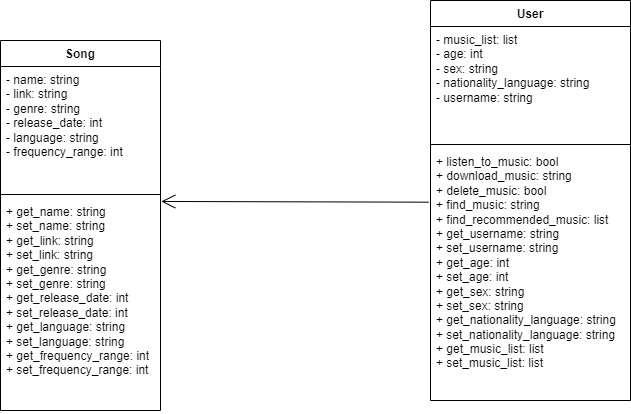 Song
- name: string
- link: string
- genre: string
- release_date: int
- language: string
- frequency_range: int
+ get_name: string
+ set_name: string
+ get_link: string
+ set_link: string
+ get_genre: string
+ set_genre: string
+ get_release_date: int
+ set_release_date: int
+ get_language: string
+ set_language: string
+ get_frequency_range: int
+ set_frequency_range: int
User
- music_list: list
- age: int
- sex: string
- nationality_language: string
- username: string
+ listen_to_music: bool
+ download_music: string
+ delete_music: bool
+ find_music: string
+ find_recommended_music: list
+ get_username: string
+ set_username: string
+ get_age: int
+ set_age: int
+ get_sex: string
+ set_sex: string
+ get_nationality_language: string
+ set_nationality_language: string
+ get_music_list: list
+ set_music_list: list